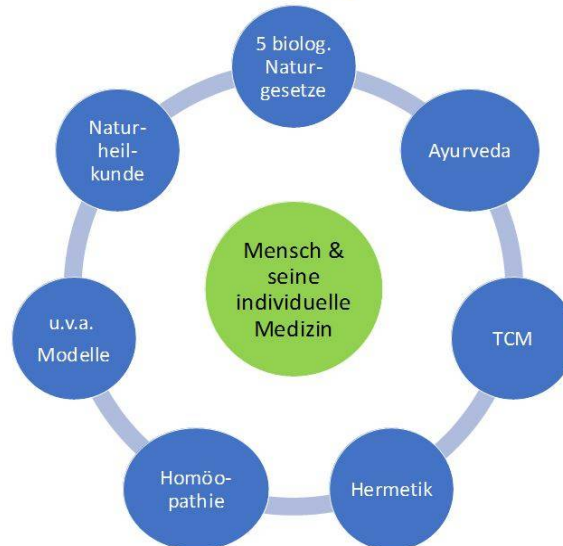 5 biolog.
Natur-
gesetze
Ayurveda
TCM
Hermetik
Homöo-
pathie
u.v.a.
Modelle
Natur-
heil-
kunde
Mensch &
seine
individuelle
Medizin